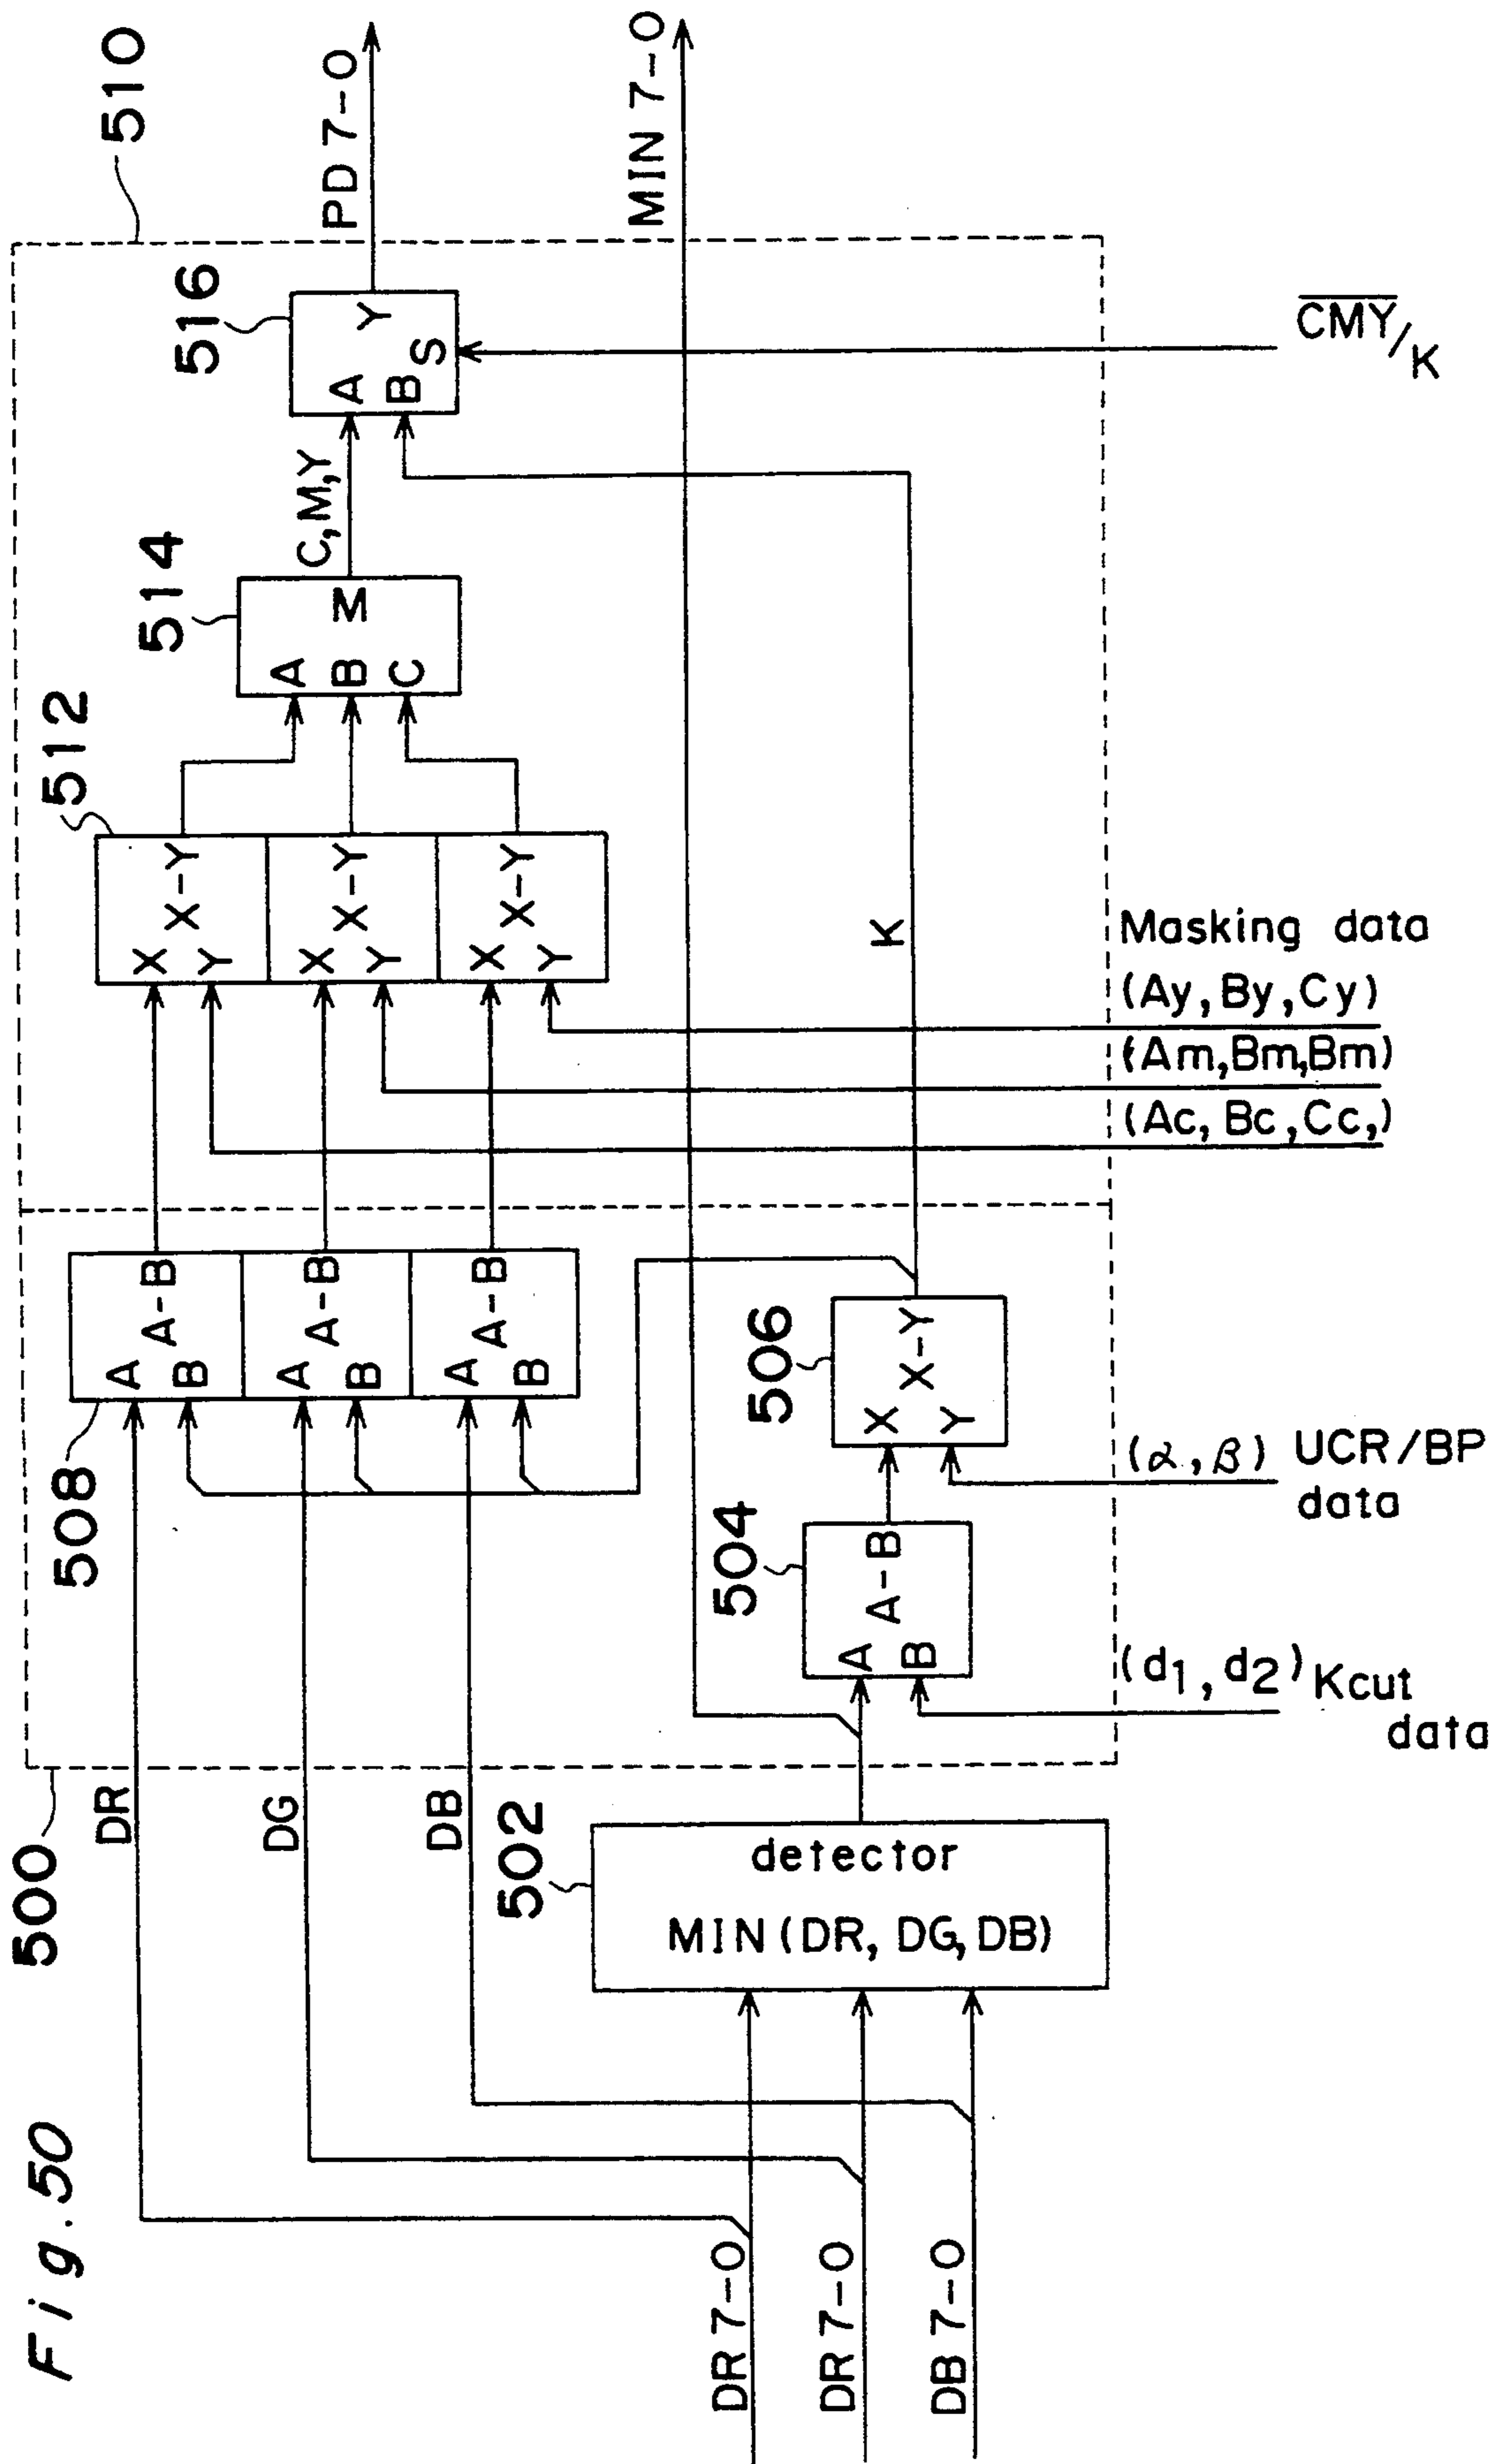 Fig. 50
500
DR
DG
DB
508
A
B
A-B
A
B
A-B
A
B
A-B
DR 7-0
DR 7-0
DB 7-0
502
detector
MIN (DR, DG, DB)
504
A
B
A-B
506
X
Y
X-Y
(d1, d2) Kcut
data
(α, β) UCR/BP
data
K
512
X
Y
X-Y
X
Y
X-Y
X
Y
X-Y
Masking data
(Ay, By, Cy)
(Am, Bm, Bm)
(Ac, Bc, Cc,)
514
A
B
C
M
C, M, Y
516
A
B
Y
S
C̅M̅Y̅/K
510
PD 7-0
MIN 7-0